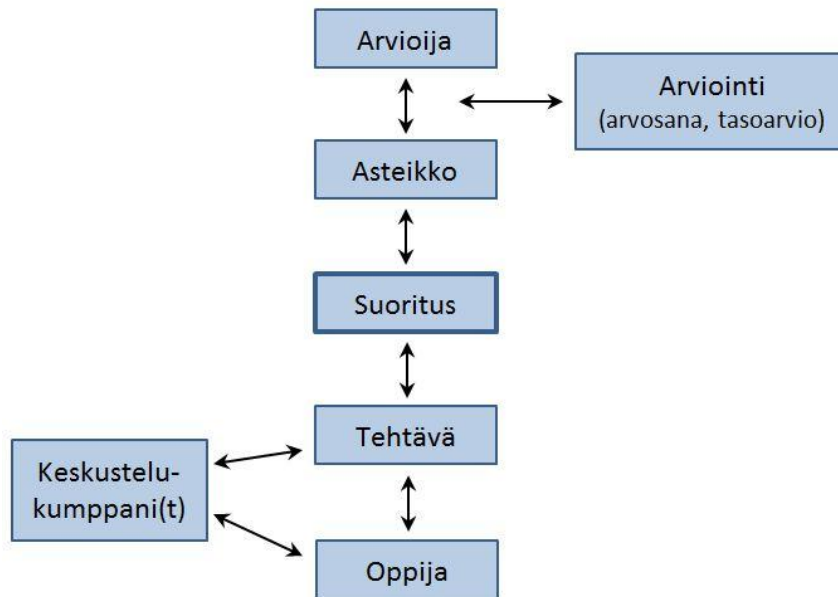 Arvioija
Arviointi
(arvosana, tasoarvio)
Asteikko
Suoritus
Tehtävä
Keskustelu-
kumppani(t)
Oppija